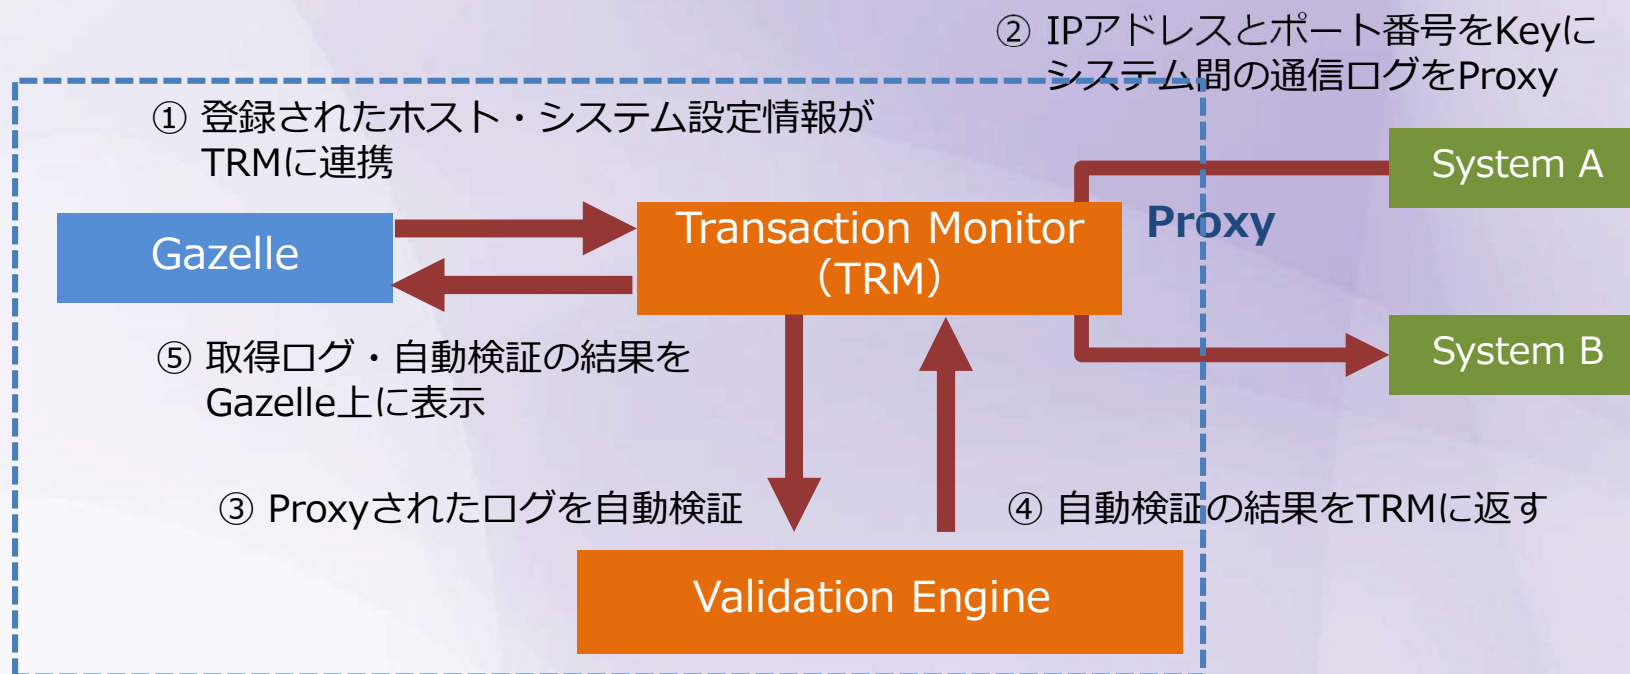 ② IPアドレスとポート番号をKeyに
システム間の通信ログをProxy
① 登録されたホスト・システム設定情報が
TRMに連携
System A
Gazelle
Transaction Monitor
（TRM）
Proxy
System B
⑤ 取得ログ・自動検証の結果を
Gazelle上に表示
③ Proxyされたログを自動検証
④ 自動検証の結果をTRMに返す
Validation Engine